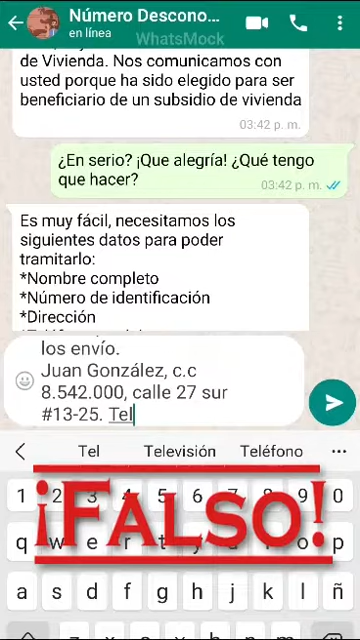 Número Descono...
en línea
WhatsMock
de Vivienda. Nos comunicamos con
usted porque ha sido elegido para ser
beneficiario de un subsidio de vivienda
03:42 p. m.
¿En serio? ¡Que alegría! ¿Qué tengo
que hacer?
03:42 p. m.
Es muy fácil, necesitamos los
siguientes datos para poder
tramitarlo:
*Nombre completo
*Número de identificación
*Dirección
los envío.
Juan González, c.c
8.542.000, calle 27 sur
#13-25. Tel
Tel Televisión Teléfono
¡FALSO!
1 2 3 4 5 6 7 8 9 0
q w e r t y u i o p
a s d f g h j k l ñ